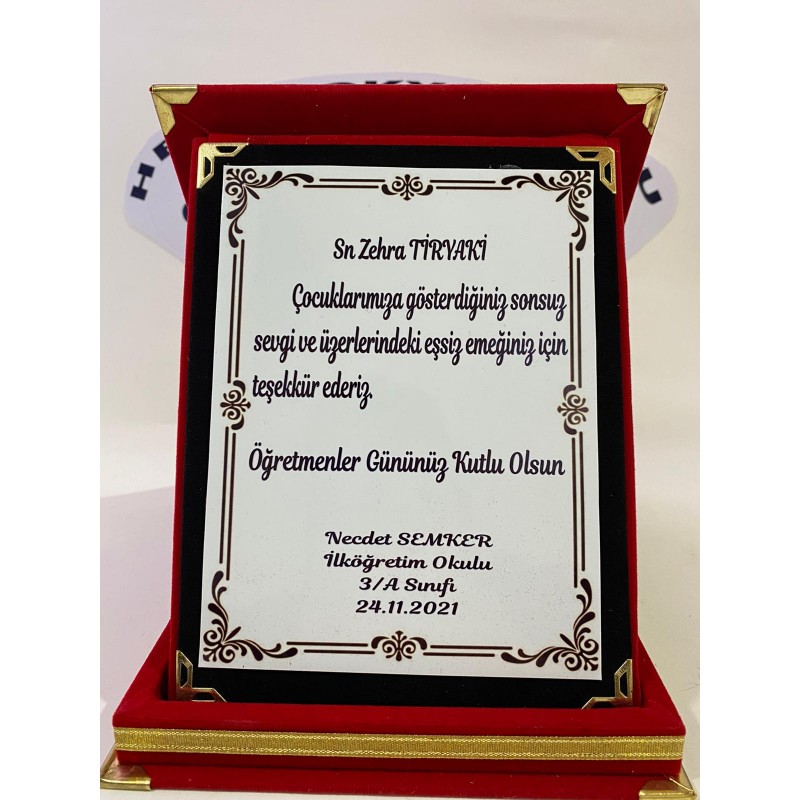 Sn Zehra TİRYAKİ
Çocuklarımıza gösterdiğiniz sonsuz
sevgi ve üzerlerindeki eşsiz emeğiniz için
teşekkür ederiz.
Öğretmenler Gününüz Kutlu Olsun
Necdet SEMKER
İlköğretim Okulu
3/A Sınıfı
24.11.2021